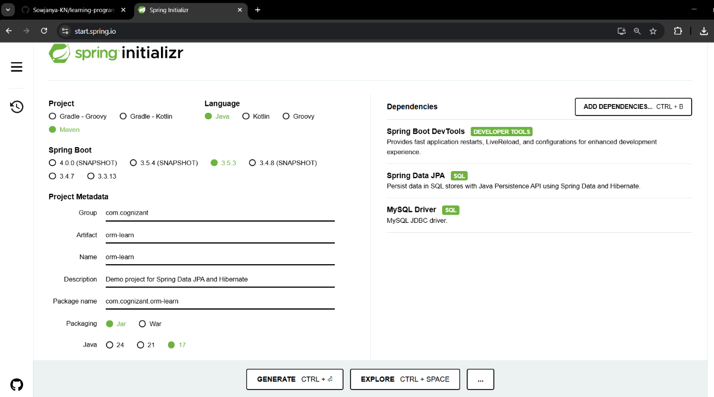 Sowjanya-KN/learning-progran
Spring Initializr
start.spring.io
spring initializr
Project
Language
Gradle - Groovy
Gradle - Kotlin
Java
Kotlin
Groovy
Maven
Spring Boot
4.0.0 (SNAPSHOT)
3.5.4 (SNAPSHOT)
3.5.3
3.4.8 (SNAPSHOT)
3.4.7
3.3.13
Project Metadata
Group
com.cognizant
Artifact
orm-learn
Name
orm-learn
Description
Demo project for Spring Data JPA and Hibernate
Package name
com.cognizant.orm-learn
Packaging
Jar
War
Java
24
21
17
Dependencies
ADD DEPENDENCIES... CTRL + B
Spring Boot DevTools DEVELOPER TOOLS
Provides fast application restarts, LiveReload, and configurations for enhanced development
experience.
Spring Data JPA SQL
Persist data in SQL stores with Java Persistence API using Spring Data and Hibernate.
MySQL Driver SQL
MySQL JDBC driver.
GENERATE CTRL + ⏎
EXPLORE CTRL + SPACE
...